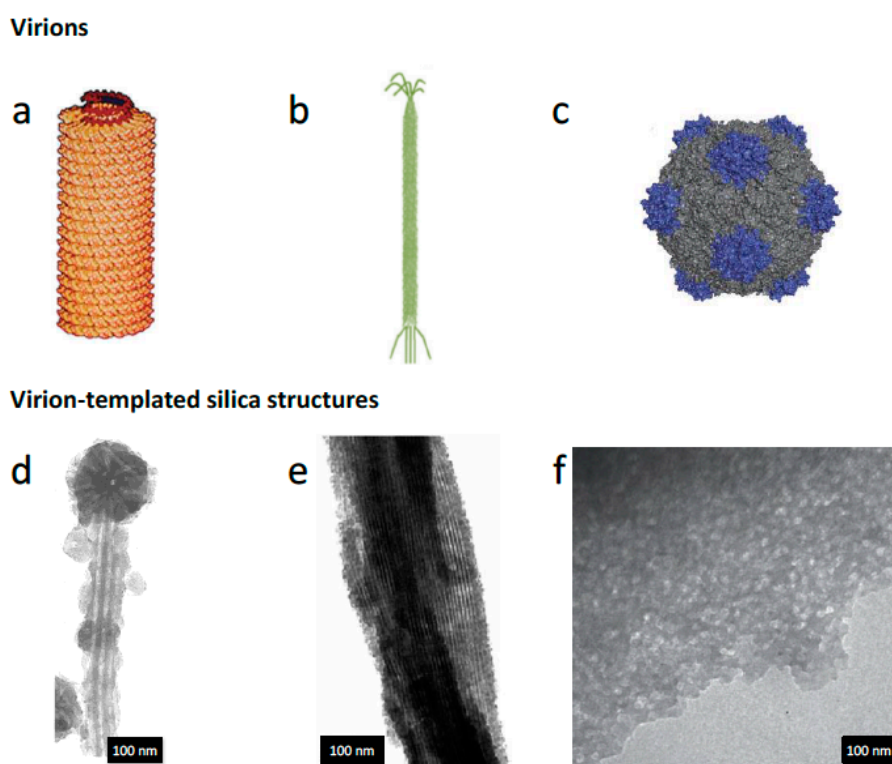 Virions
a
b
c
Virion-templated silica structures
d
e
f
100 nm
100 nm
100 nm